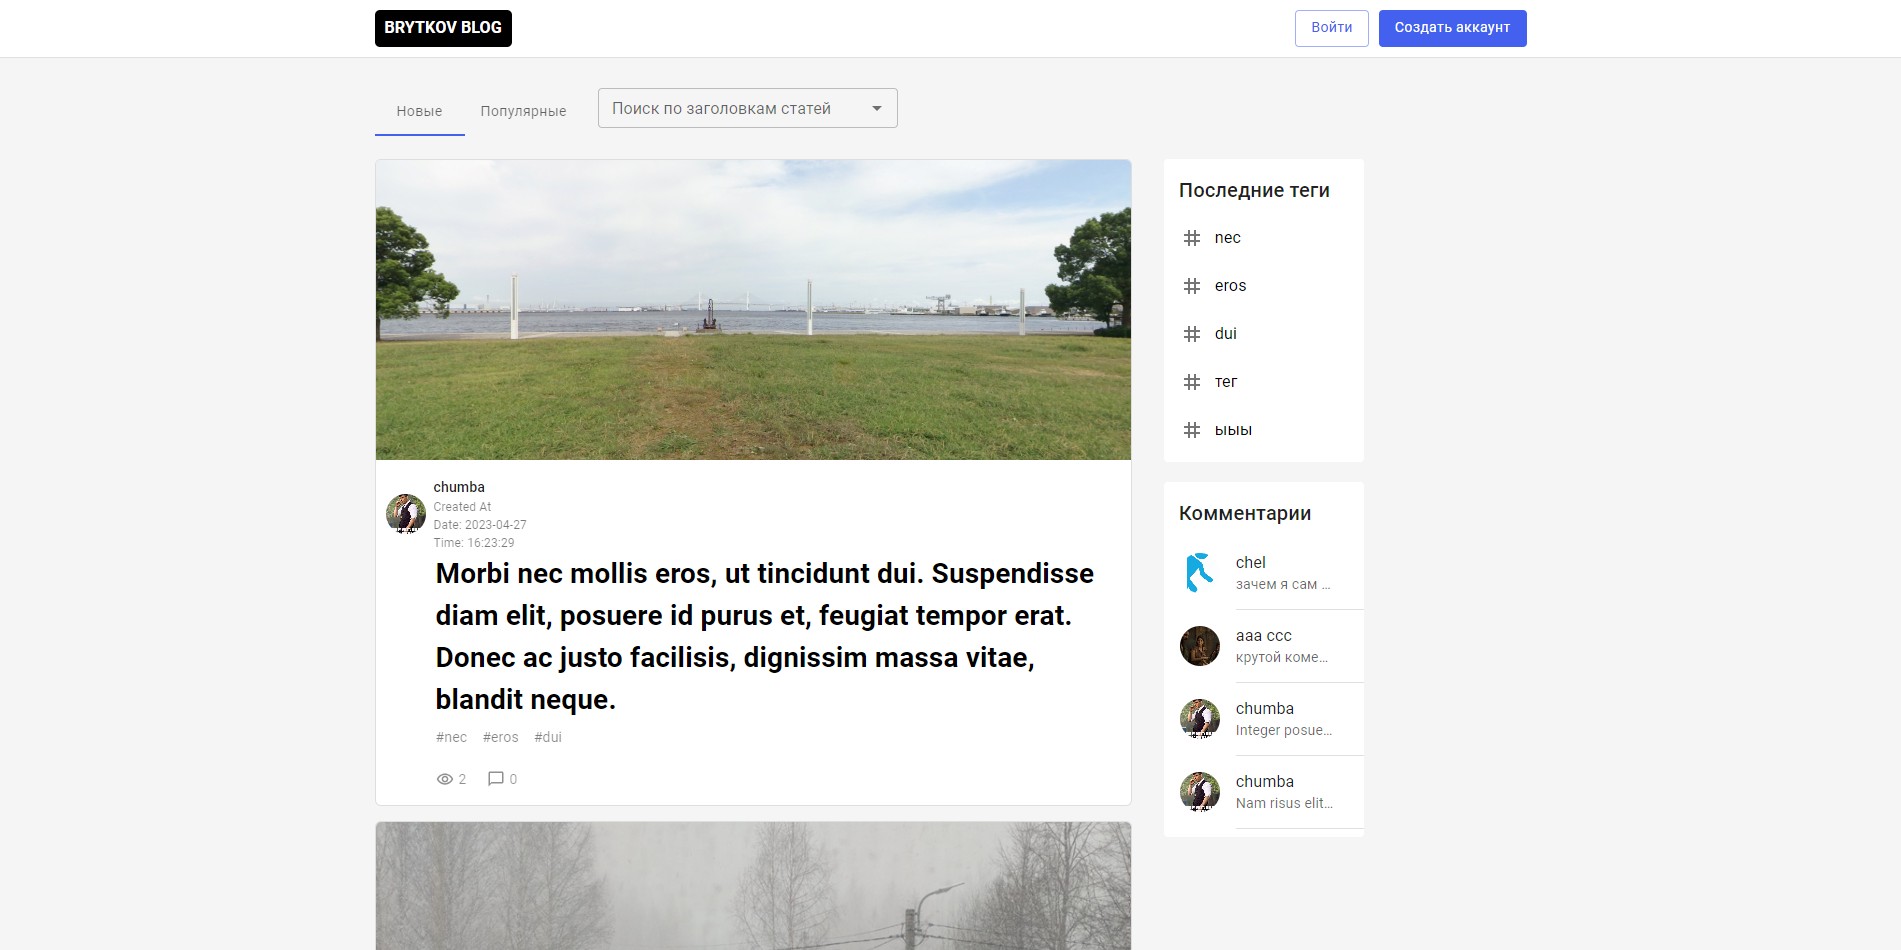 BRYTKOV BLOG
Войти
Создать аккаунт
Новые
Популярные
Поиск по заголовкам статей
chumba
Created At
Date: 2023-04-27
Time: 16:23:29
Morbi nec mollis eros, ut tincidunt dui. Suspendisse
diam elit, posuere id purus et, feugiat tempor erat.
Donec ac justo facilisis, dignissim massa vitae,
blandit neque.
#nec #eros #dui
2
0
Последние теги
nec
eros
dui
тег
ыыы
Комментарии
chel
зачем я сам ...
aaa ccc
крутой коме...
chumba
Integer posue...
chumba
Nam risus elit...